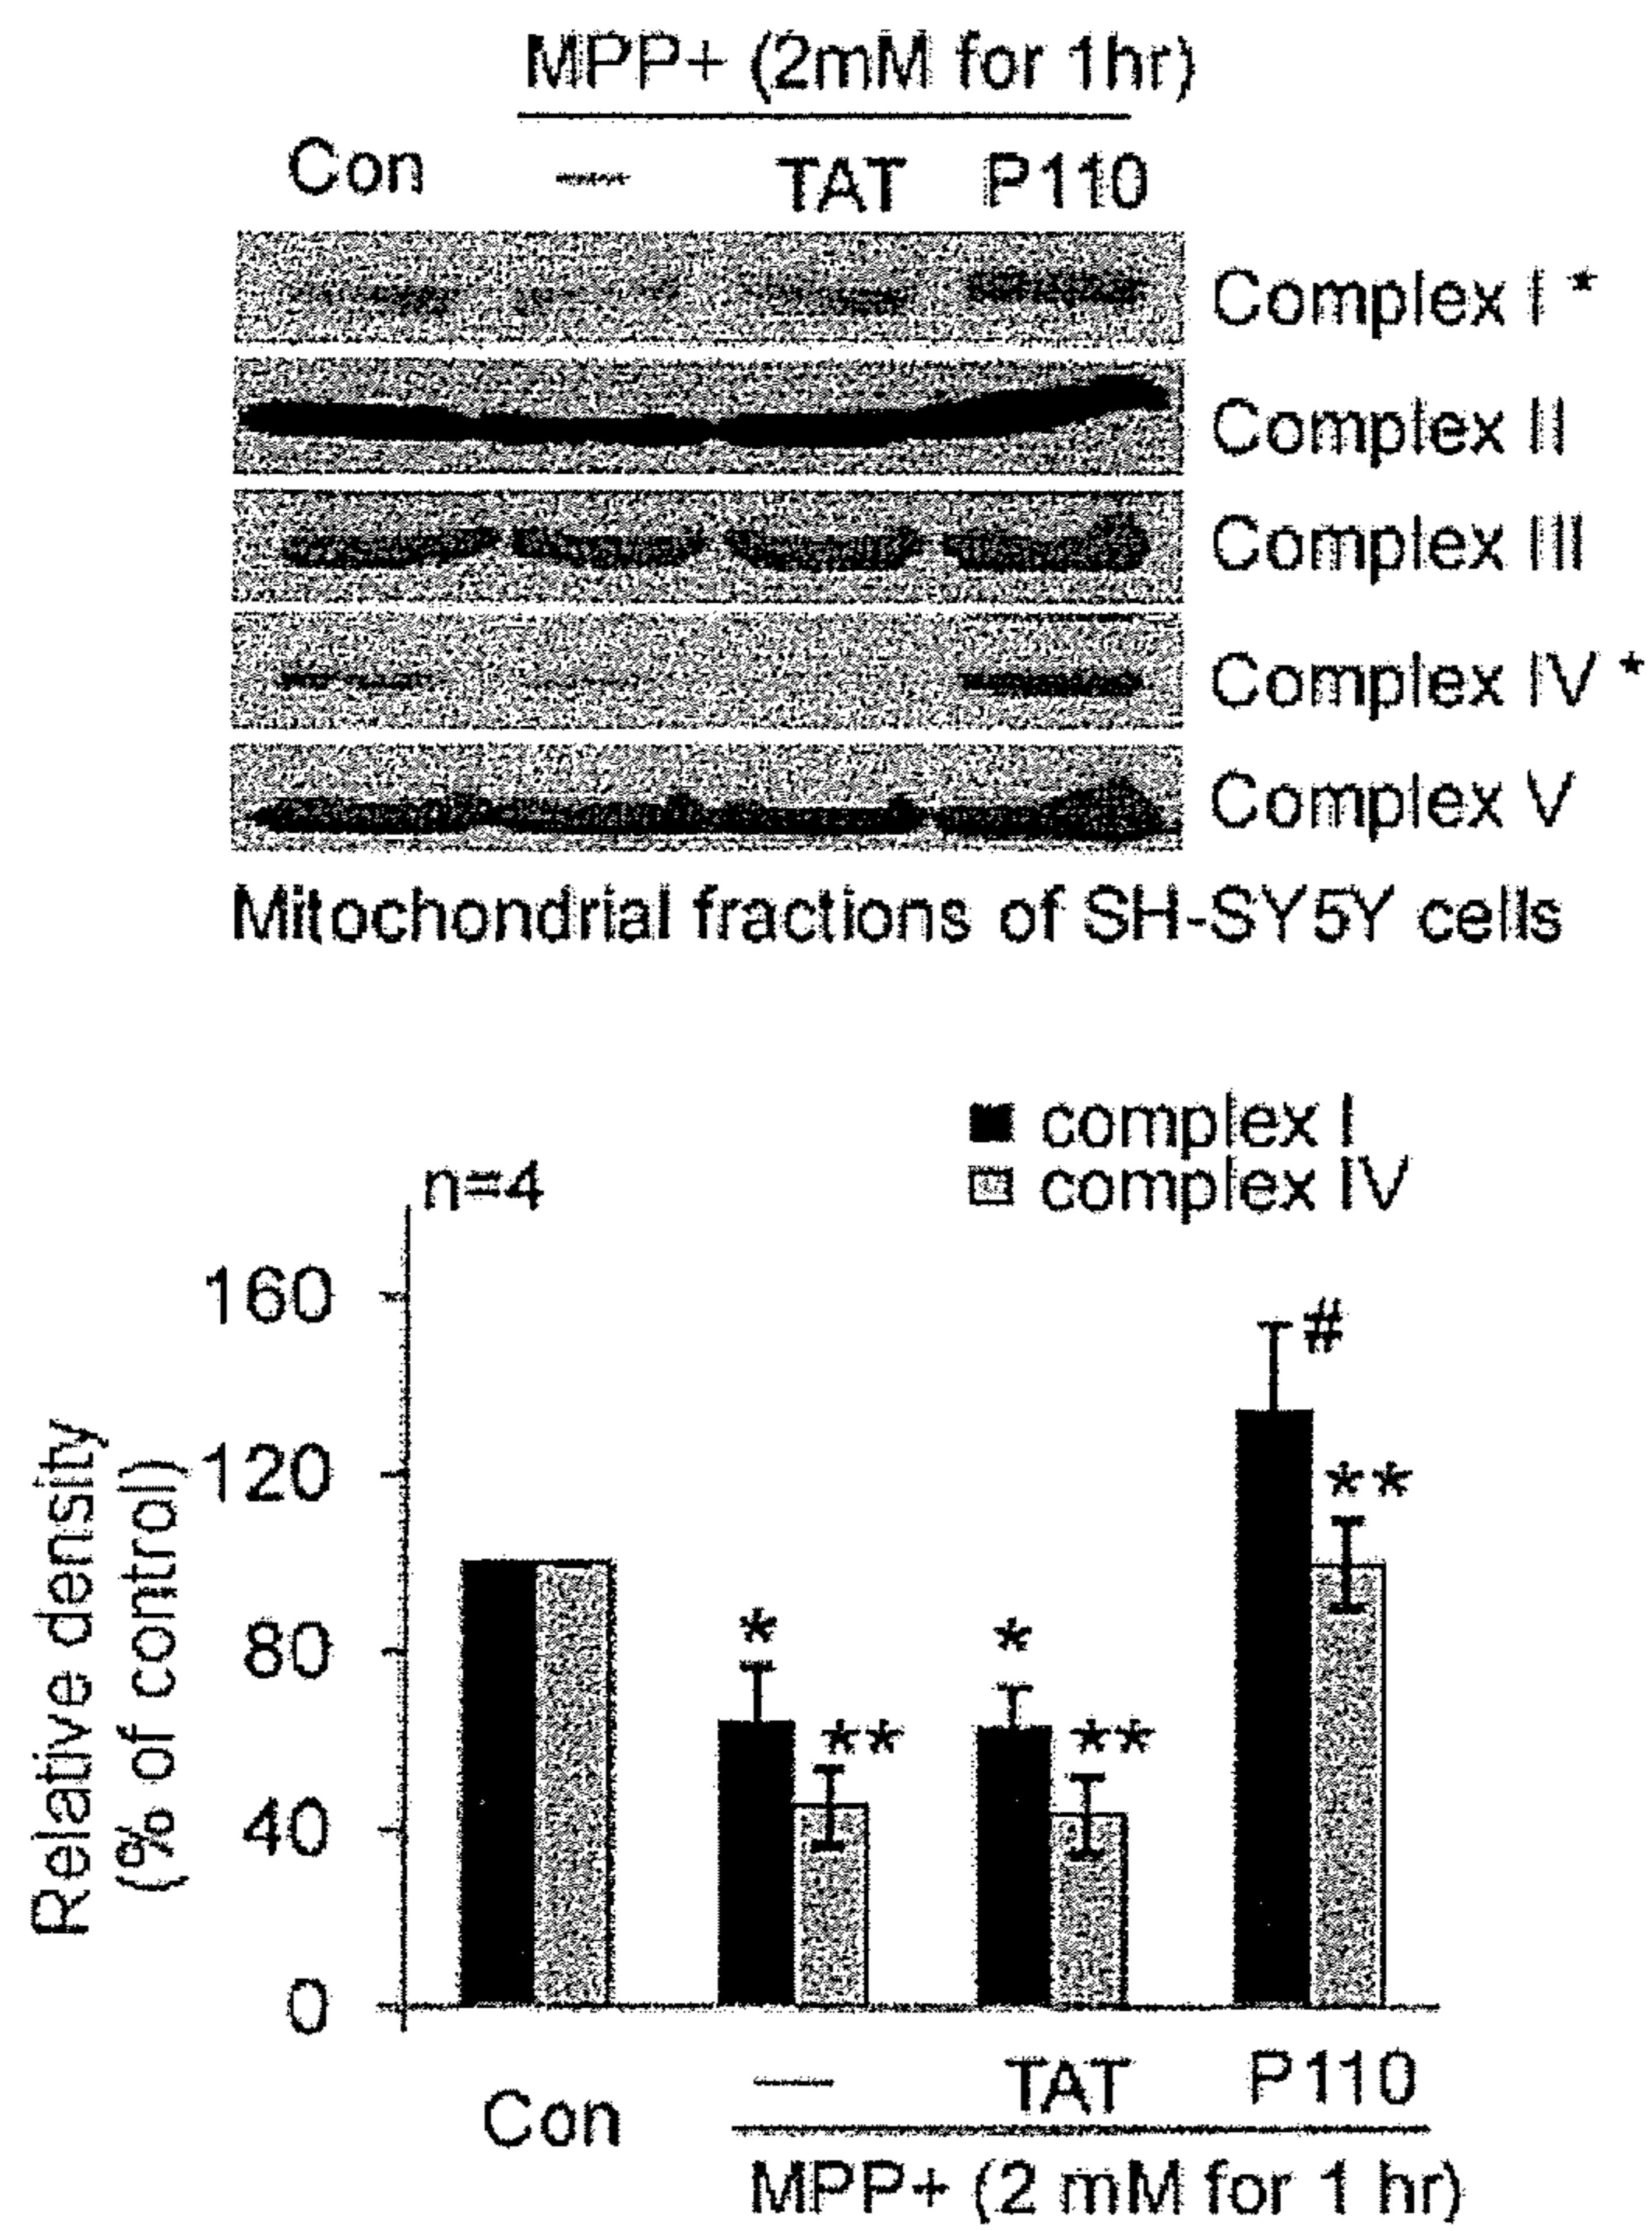 MPP+ (2mM for 1hr)
Con — TAT P110
Complex I *
Complex II
Complex III
Complex IV *
Complex V
Mitochondrial fractions of SH-SY5Y cells
complex I
n=4
complex IV
160
120
80
40
0
Relative density
(% of control)
*
**
*
**
#
**
Con — TAT P110
MPP+ (2 mM for 1 hr)